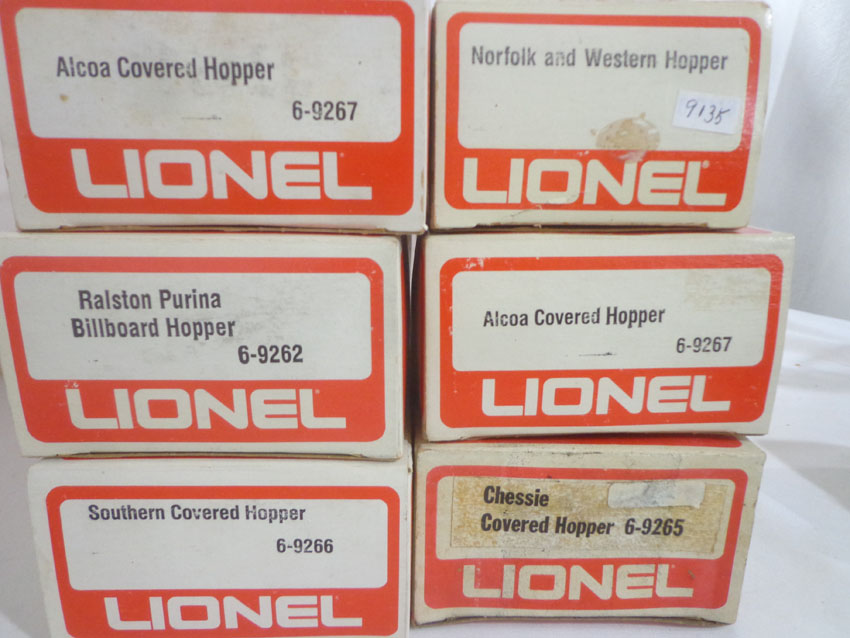 Alcoa Covered Hopper
6-9267
LIONEL
Norfolk and Western Hopper
9135
LIONEL
Ralston Purina
Billboard Hopper
6-9262
LIONEL
Alcoa Covered Hopper
6-9267
LIONEL
Southern Covered Hopper
6-9266
LIONEL
Chessie
Covered Hopper 6-9265
LIONEL